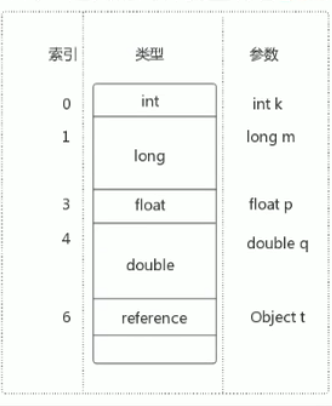 索引 类型 参数
0 int int k
1 long long m
3 float float p
4 double double q
6 reference Object t